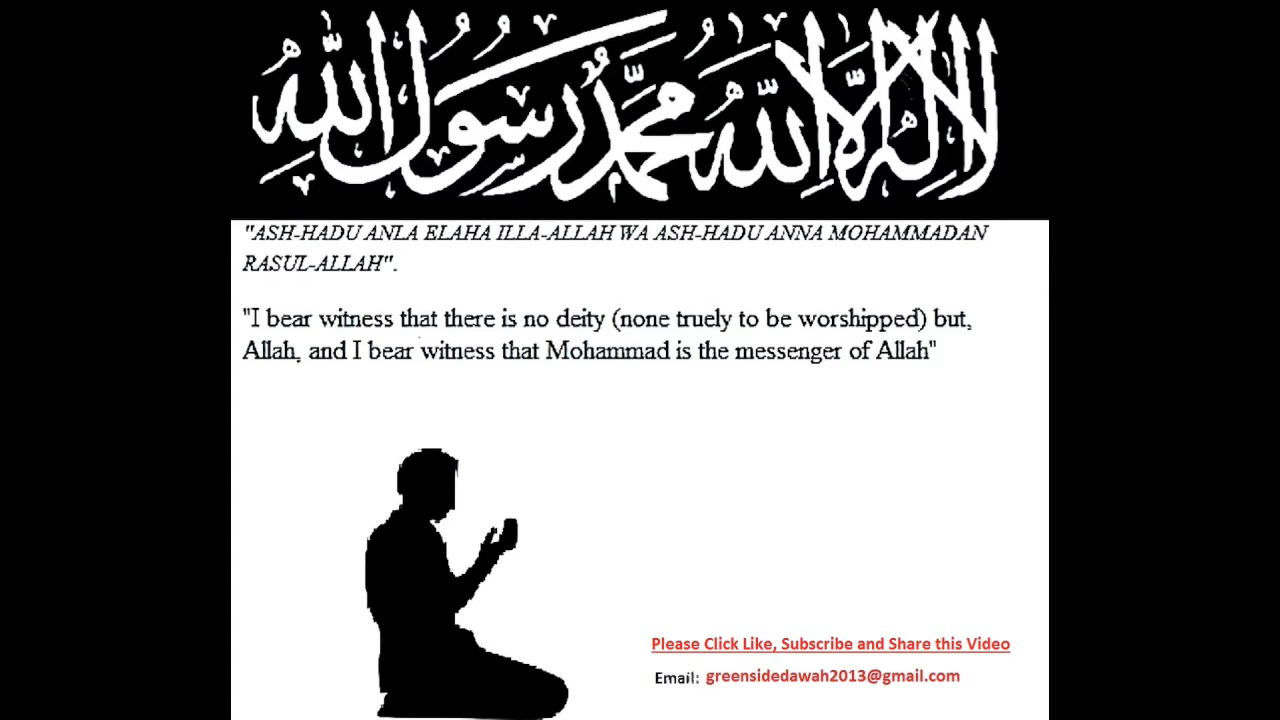 لا إله إلا الله محمد رسول الله
"ASH-HADU ANLA ELAHA ILLA-ALLAH WA ASH-HADU ANNA MOHAMMADAN
RASUL-ALLAH".
"I bear witness that there is no deity (none truely to be worshipped) but,
Allah, and I bear witness that Mohammad is the messenger of Allah"
Please Click Like, Subscribe and Share this Video
Email: greensidedawah2013@gmail.com